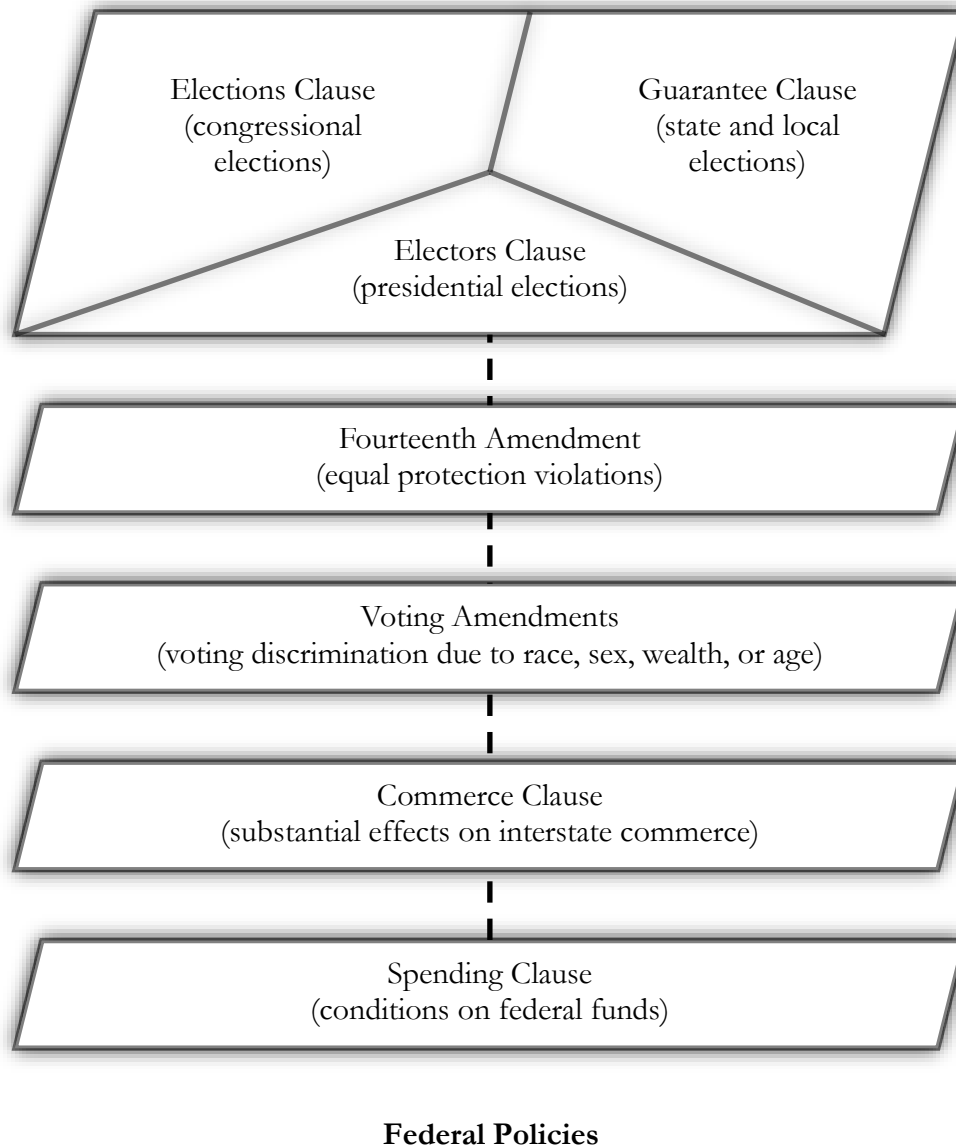 Elections Clause
(congressional
elections)
Guarantee Clause
(state and local
elections)
Electors Clause
(presidential elections)
Fourteenth Amendment
(equal protection violations)
Voting Amendments
(voting discrimination due to race, sex, wealth, or age)
Commerce Clause
(substantial effects on interstate commerce)
Spending Clause
(conditions on federal funds)
Federal Policies